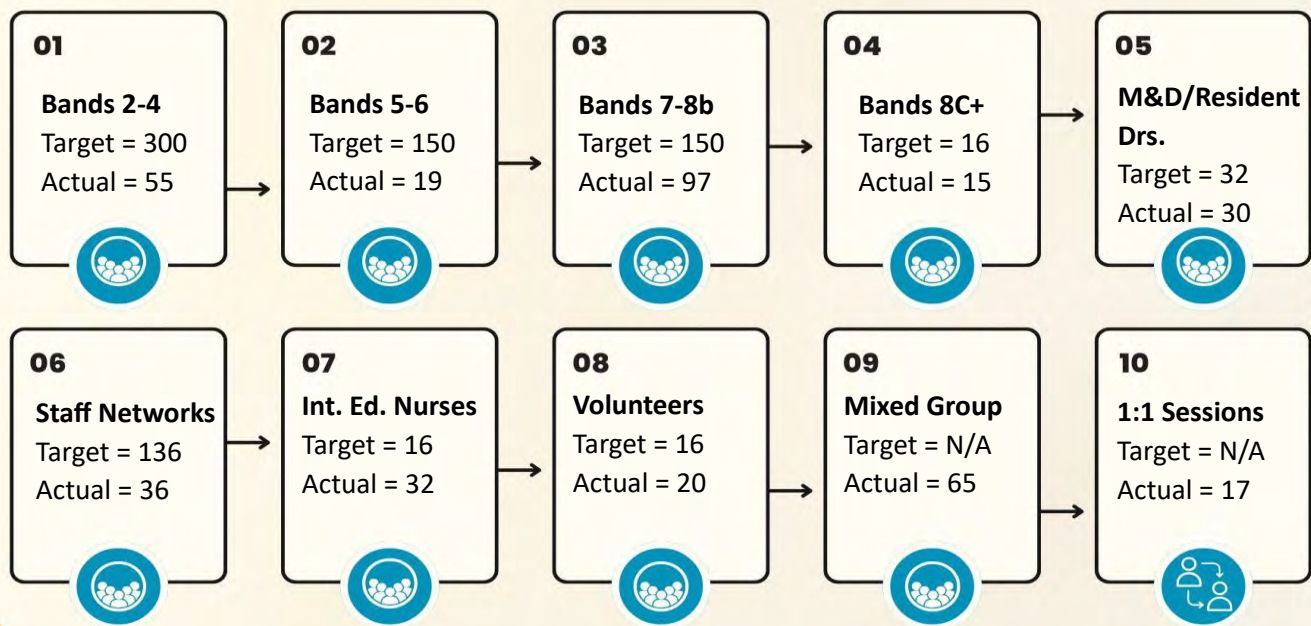 01
Bands 2-4
Target = 300
Actual = 55
02
Bands 5-6
Target = 150
Actual = 19
03
Bands 7-8b
Target = 150
Actual = 97
04
Bands 8C+
Target = 16
Actual = 15
05
M&D/Resident
Drs.
Target = 32
Actual = 30
06
Staff Networks
Target = 136
Actual = 36
07
Int. Ed. Nurses
Target = 16
Actual = 32
08
Volunteers
Target = 16
Actual = 20
09
Mixed Group
Target = N/A
Actual = 65
10
1:1 Sessions
Target = N/A
Actual = 17